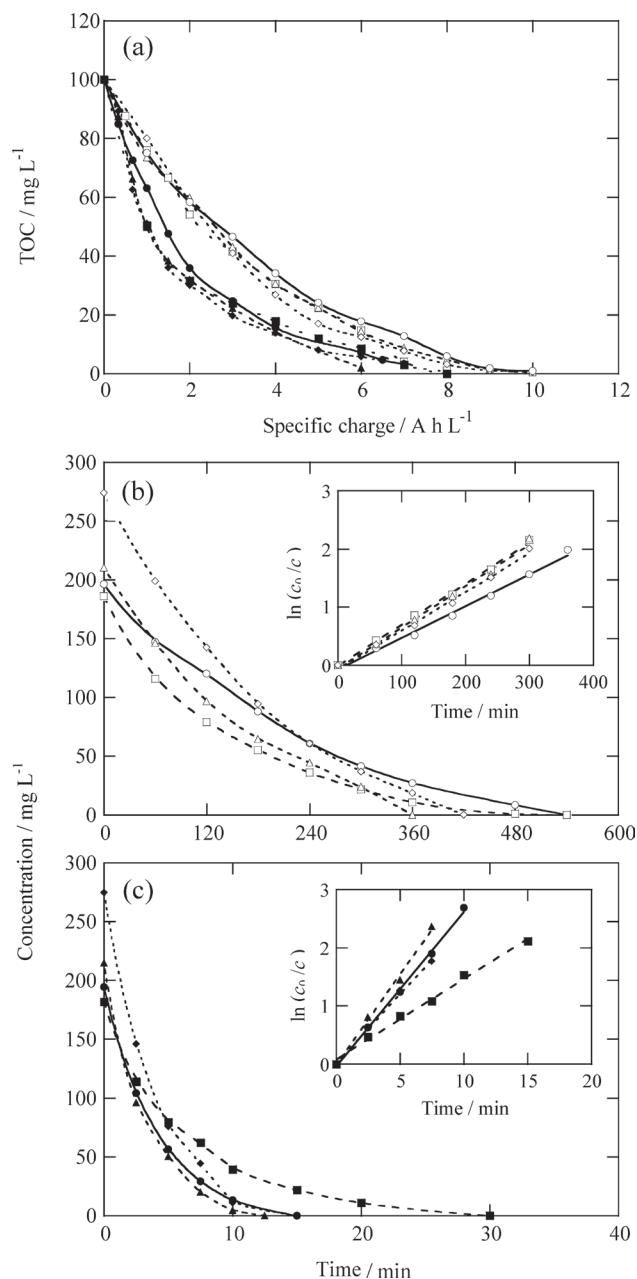 (a)
120
100
80
60
40
20
0
TOC / mg L-1
0 2 4 6 8 10 12
Specific charge / A h L-1
(b)
300
250
200
150
100
50
0
0 120 240 360 480 600
3
2
1
0
ln (c0/c)
0 100 200 300 400
Time / min
Concentration / mg L-1
(c)
300
250
200
150
100
50
0
3
2
1
0
ln (c0/c)
0 5 10 15 20
Time / min
0 10 20 30 40
Time / min